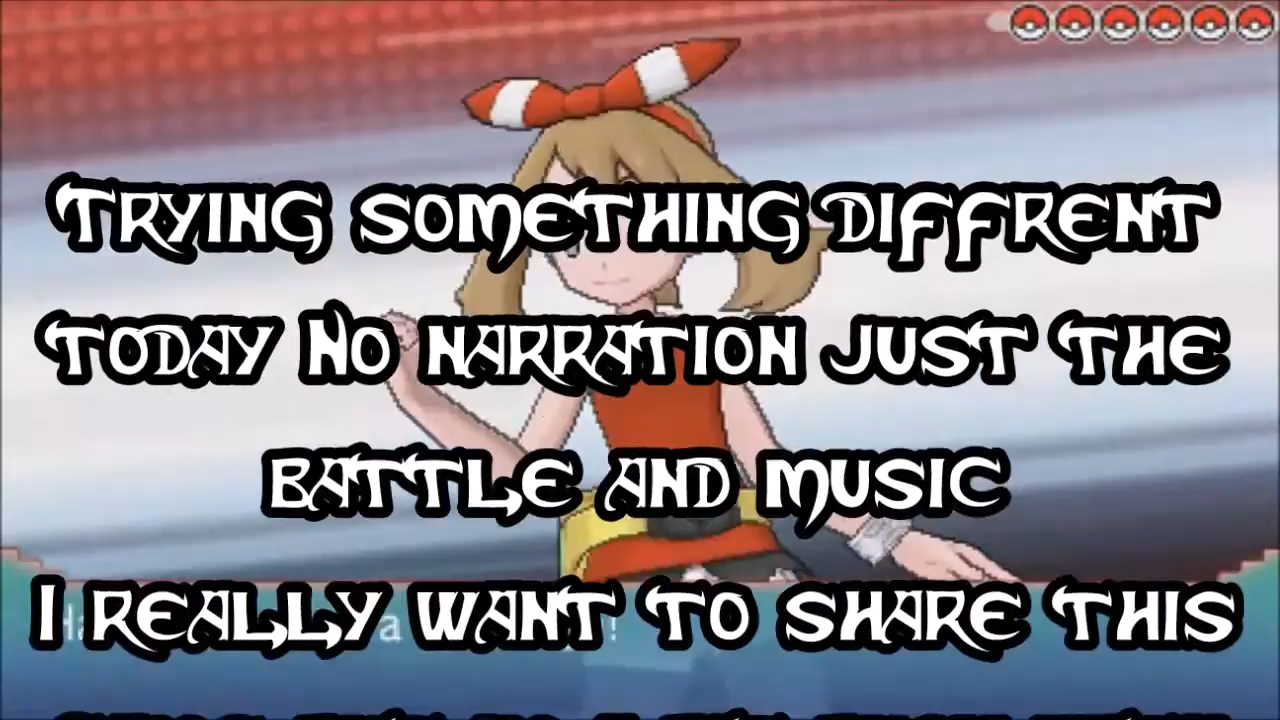 TRYING SOMETHING DIFFRENT
TODAY NO NARRATION JUST THE
BATTLE AND MUSIC
I REALLY WANT TO SHARE THIS